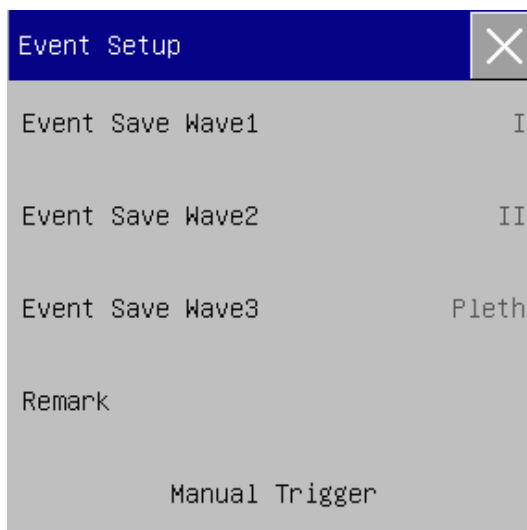 Event Setup
Event Save Wave1 I
Event Save Wave2 II
Event Save Wave3 Pleth
Remark
Manual Trigger